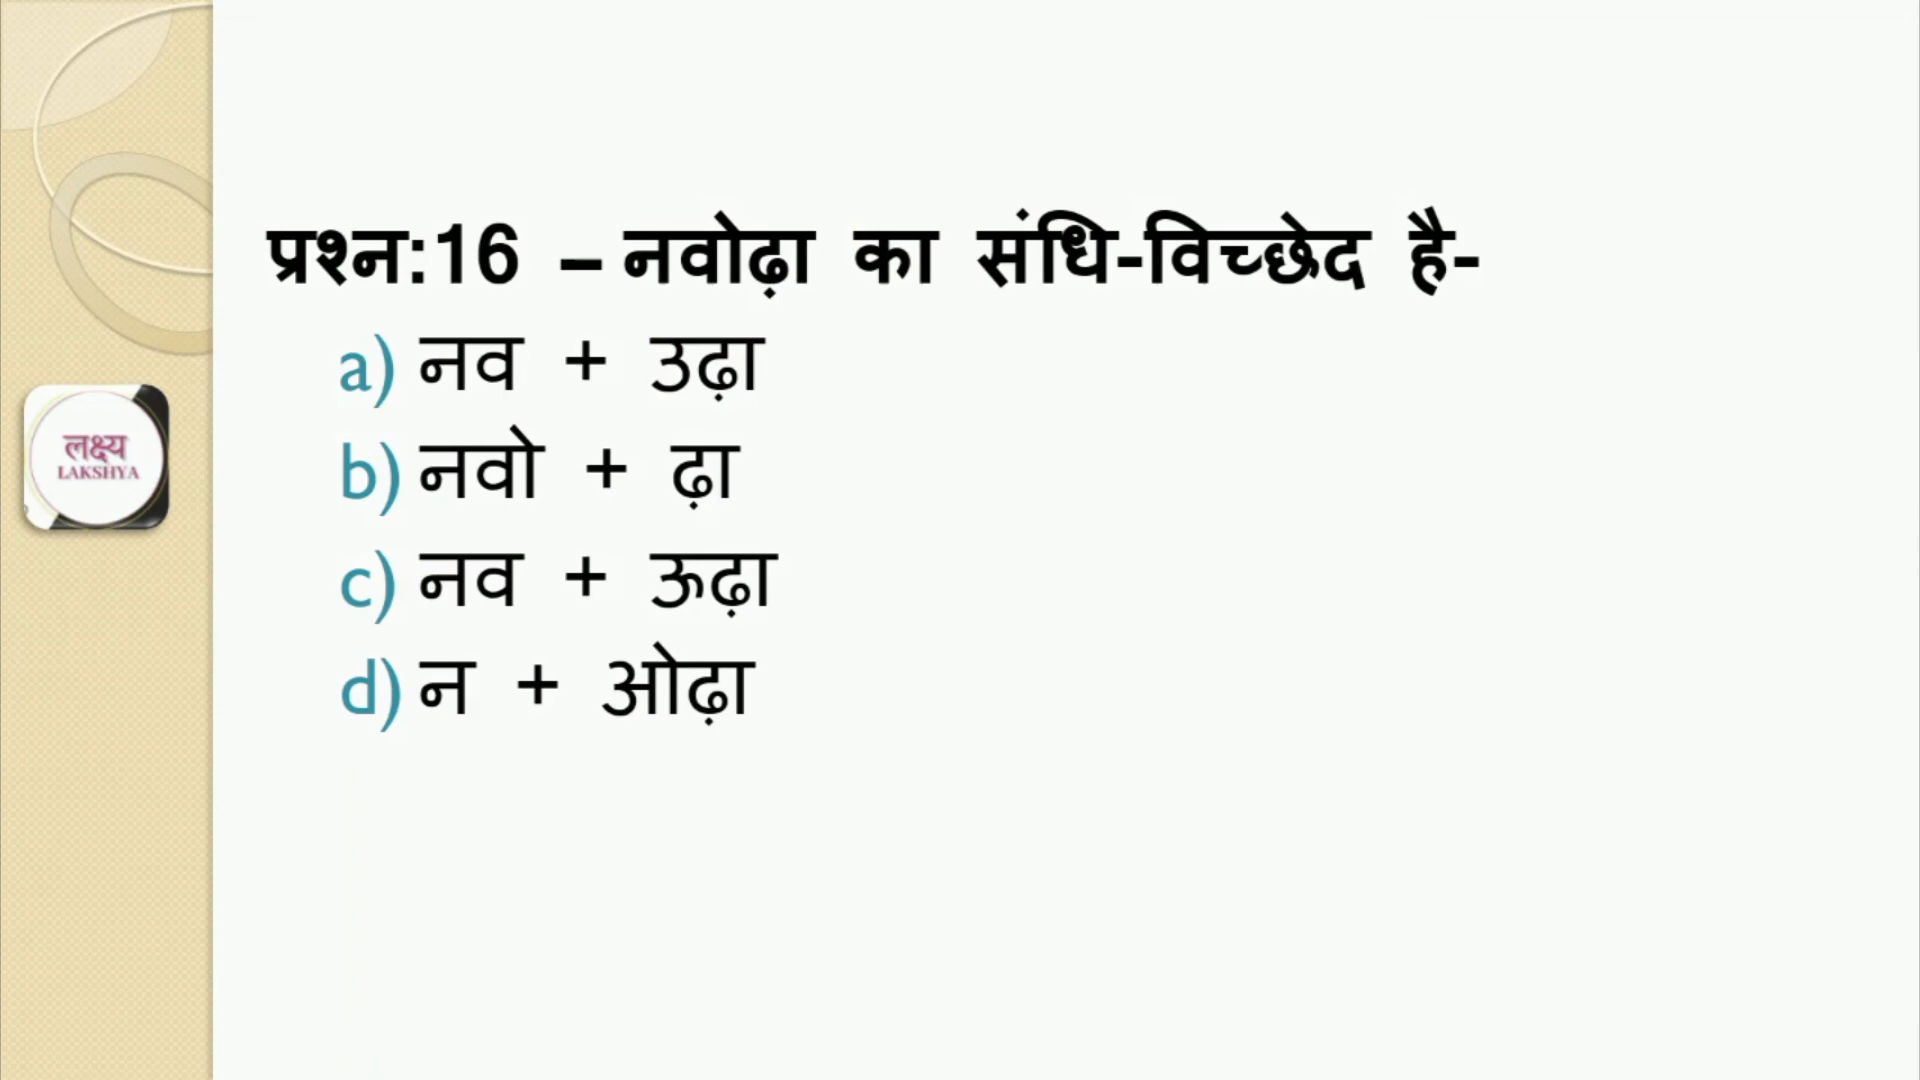 प्रश्न:16 – नवोढ़ा का संधि-विच्छेद है-
a) नव + उढ़ा
b) नवो + ढ़ा
c) नव + ऊढ़ा
d) न + ओढ़ा
लक्ष्य
LAKSHYA